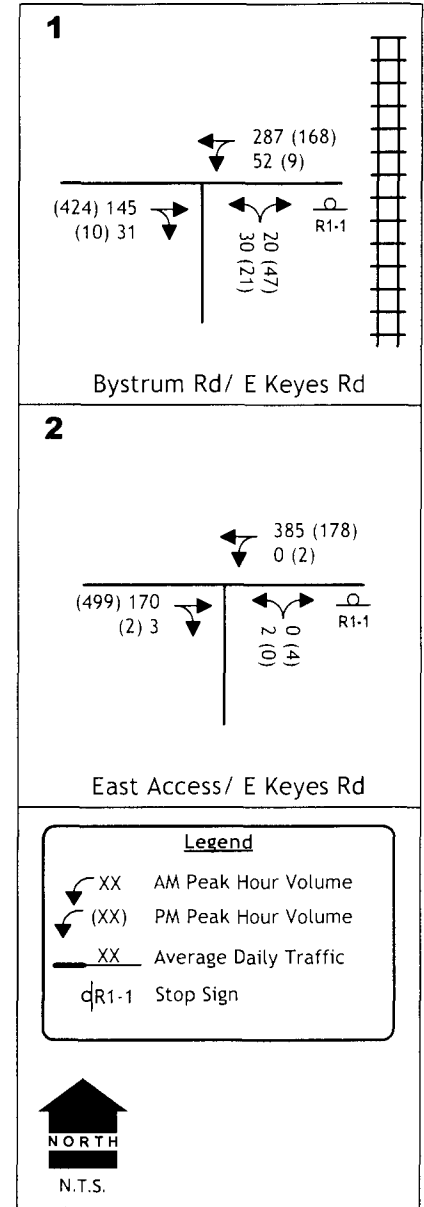 1
287 (168)
52 (9)
(424) 145
(10) 31
20 (47)
30 (21)
R1-1
Bystrum Rd/ E Keyes Rd
2
385 (178)
0 (2)
(499) 170
(2) 3
0 (4)
2 (0)
R1-1
East Access/ E Keyes Rd
Legend
XX AM Peak Hour Volume
(XX) PM Peak Hour Volume
XX Average Daily Traffic
R1-1 Stop Sign
NORTH
N.T.S.